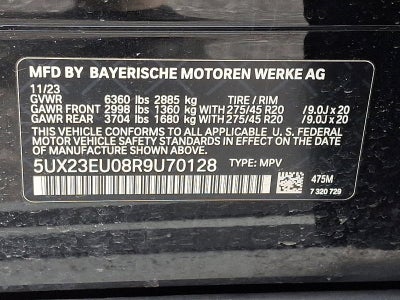 MFD BY BAYERISCHE MOTOREN WERKE AG
11/23
GVWR 6360 lbs 2885 kg TIRE / RIM
GAWR FRONT 2998 lbs 1360 kg WITH 275/45 R20 /9.0J x 20
GAWR REAR 3704 lbs 1680 kg WITH 275/45 R20 /9.0J x 20
THIS VEHICLE CONFORMS TO ALL APPLICABLE U. S. FEDERAL
MOTOR VEHICLE SAFETY STANDARDS IN
EFFECT ON THE DATE OF MANUFACTURE SHOWN ABOVE.
5UX23EU08R9U70128 TYPE: MPV
475M
7 320 729